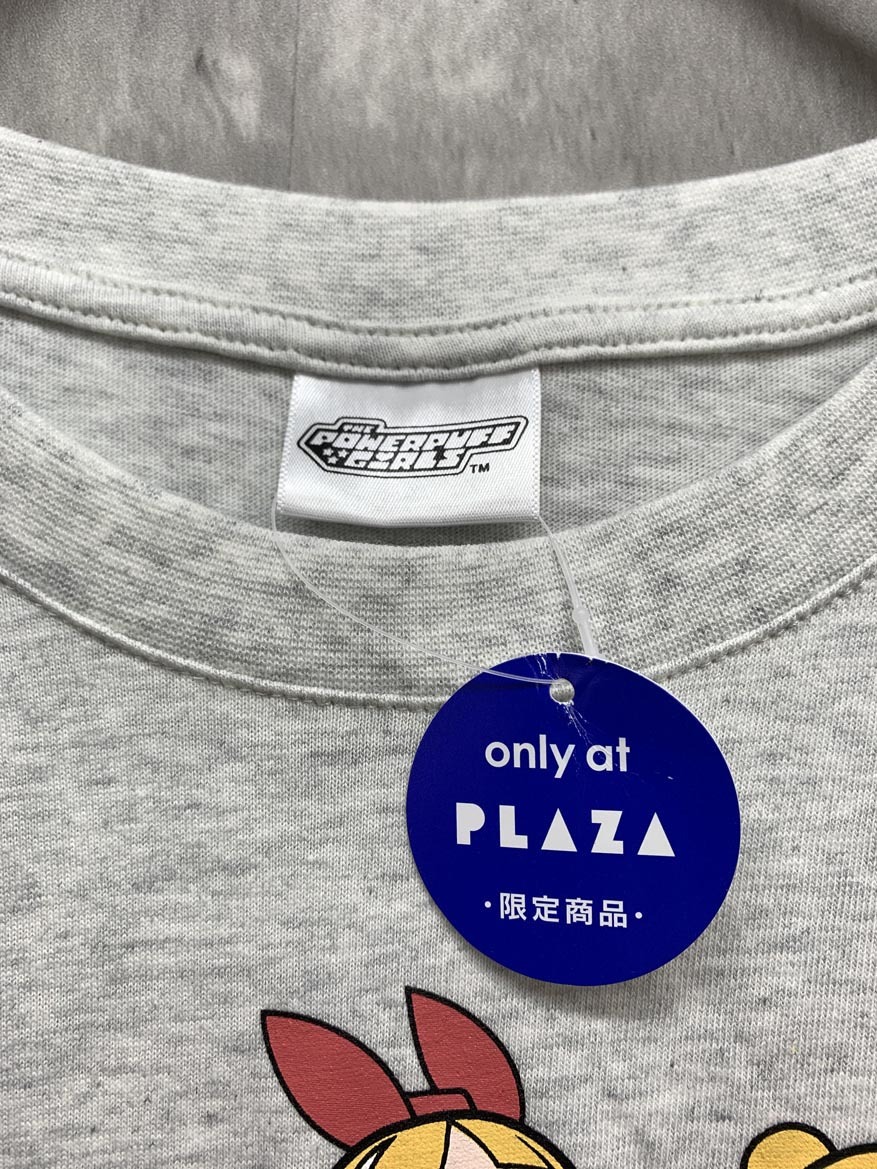 THE
POWERPUFF
GIRLS
TM
only at
PLAZA
・限定商品・